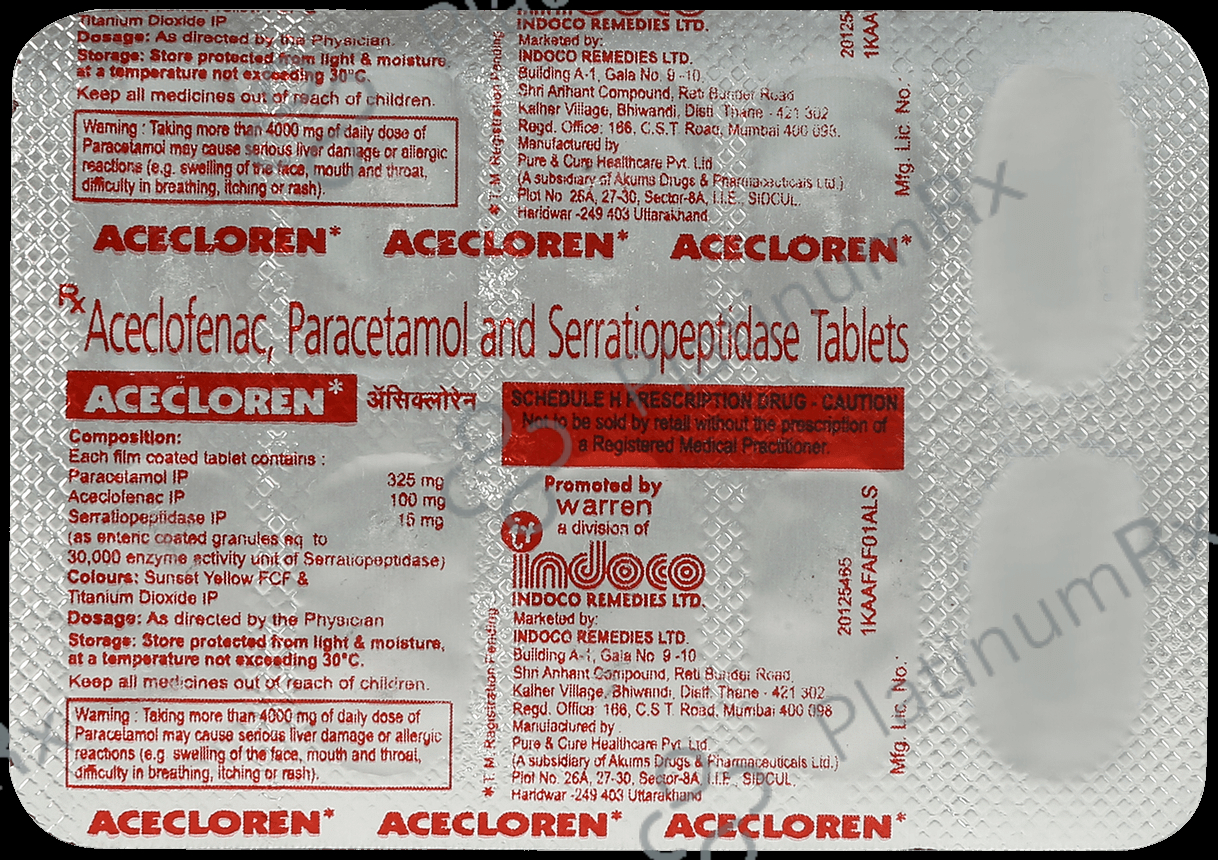 Titanium Dioxide IP
Dosage: As directed by the Physician.
Storage: Store protected from light & moisture,
at a temperature not exceeding 30°C.
Keep all medicines out of reach of children.
Warning : Taking more than 4000 mg of daily dose of
Paracetamol may cause serious liver damage or allergic
reactions (e.g. swelling of the face, mouth and throat,
difficulty in breathing, itching or rash).
* T. M. Registration Pending
INDOCO REMEDIES LTD.
Marketed by:
INDOCO REMEDIES LTD.
Building A-1, Gala No. 9 -10,
Shri Arihant Compound, Reti Bunder Road
Kalher Village, Bhiwandi, Distt. Thane - 421 302
Regd. Office: 166, C.S.T. Road, Mumbai 400 098.
Manufactured by
Pure & Cure Healthcare Pvt. Ltd
(A subsidiary of Akums Drugs & Pharmaceuticals Ltd.)
Plot No 26A, 27-30, Sector-8A, I.I.E., SIDCUL,
Haridwar -249 403 Uttarakhand
Mfg. Lic. No.:
ACECLOREN* ACECLOREN* ACECLOREN*
Rx
Aceclofenac, Paracetamol and Serratiopeptidase Tablets
ACECLOREN* ॲसिक्लोरेन
SCHEDULE H PRESCRIPTION DRUG - CAUTION
Not to be sold by retail without the prescription of
a Registered Medical Practitioner.
Composition:
Each film coated tablet contains :
Paracetamol IP 325 mg
Aceclofenac IP 100 mg
Serratiopeptidase IP 15 mg
(as enteric coated granules eq. to
30,000 enzyme activity unit of Serratiopeptidase)
Colours: Sunset Yellow FCF &
Titanium Dioxide IP
Dosage: As directed by the Physician
Storage: Store protected from light & moisture,
at a temperature not exceeding 30°C.
Keep all medicines out of reach of children.
Warning : Taking more than 4000 mg of daily dose of
Paracetamol may cause serious liver damage or allergic
reactions (e.g. swelling of the face, mouth and throat,
difficulty in breathing, itching or rash).
* T. M. Registration Pending
Promoted by
warren
a division of
indoco
INDOCO REMEDIES LTD.
Marketed by:
INDOCO REMEDIES LTD.
Building A-1, Gala No 9 -10
Shri Arihant Compound, Reti Bunder Road,
Kalher Village, Bhiwandi, Distt. Thane - 421 302
Regd. Office: 166, C.S.T. Road, Mumbai 400 098
Manufactured by
Pure & Cure Healthcare Pvt. Ltd.
(A subsidiary of Akums Drugs & Pharmaceuticals Ltd.)
Plot No. 26A, 27-30, Sector-8A, I.I.E., SIDCUL,
Haridwar -249 403 Uttarakhand
20125465
1KAAFAF01ALS
Mfg. Lic. No.:
ACECLOREN* ACECLOREN* ACECLOREN*
PlatinumRx
PlatinumRx